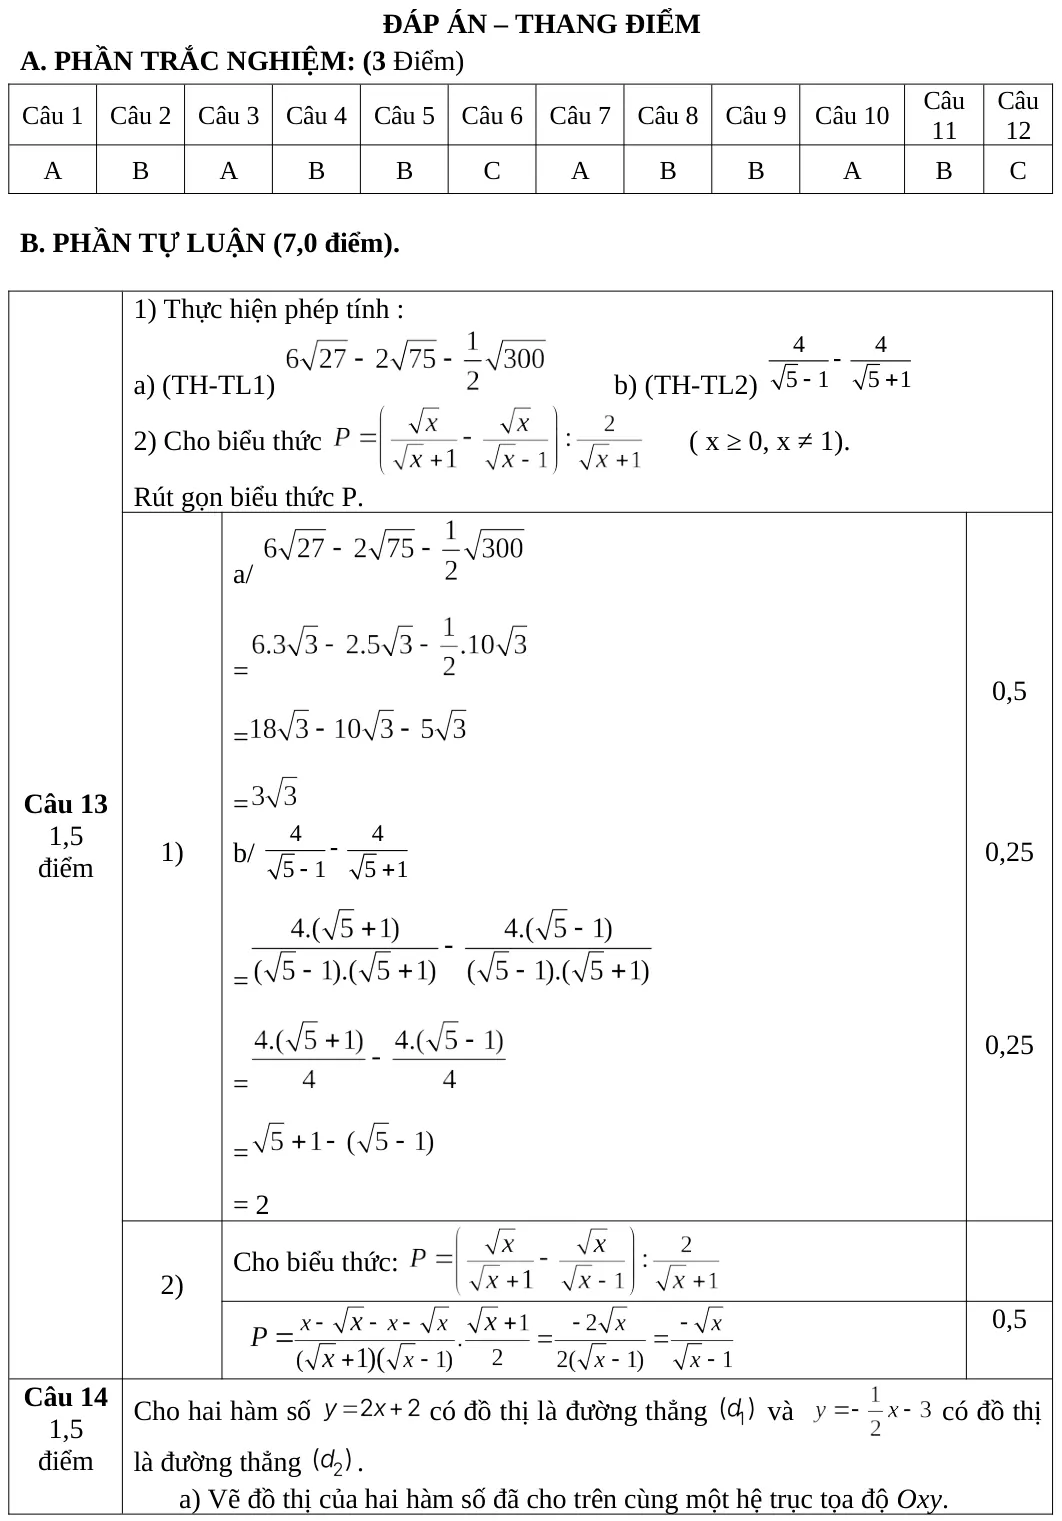 ĐÁP ÁN – THANG ĐIỂM
A. PHẦN TRẮC NGHIỆM: (3 Điểm)
Câu 1 Câu 2 Câu 3 Câu 4 Câu 5 Câu 6 Câu 7 Câu 8 Câu 9 Câu 10 Câu 11 Câu 12
A B A B B C A B B A B C
B. PHẦN TỰ LUẬN (7,0 điểm).
Câu 13
1,5
điểm
1) Thực hiện phép tính :
a) (TH-TL1) 6√27 - 2√75 - 1/2 √300 b) (TH-TL2) 4/(√5 - 1) - 4/(√5 + 1)
2) Cho biểu thức P = (√x/(√x + 1) - √x/(√x - 1)) : 2/(√x + 1) ( x ≥ 0, x ≠ 1).
Rút gọn biểu thức P.
1)
a/ 6√27 - 2√75 - 1/2 √300
= 6.3√3 - 2.5√3 - 1/2 .10√3
= 18√3 - 10√3 - 5√3
= 3√3
0,5
b/ 4/(√5 - 1) - 4/(√5 + 1)
0,25
= 4.(√5 + 1)/((√5 - 1).(√5 + 1)) - 4.(√5 - 1)/((√5 - 1).(√5 + 1))
= 4.(√5 + 1)/4 - 4.(√5 - 1)/4
0,25
= √5 + 1 - (√5 - 1)
= 2
2)
Cho biểu thức: P = (√x/(√x + 1) - √x/(√x - 1)) : 2/(√x + 1)
P = (x - √x - x - √x)/((√x + 1)(√x - 1)) . (√x + 1)/2 = -2√x/(2(√x - 1)) = -√x/(√x - 1)
0,5
Câu 14
1,5
điểm
Cho hai hàm số y = 2x + 2 có đồ thị là đường thẳng (d₁) và y = - 1/2 x - 3 có đồ thị
là đường thẳng (d₂) .
a) Vẽ đồ thị của hai hàm số đã cho trên cùng một hệ trục tọa độ Oxy.